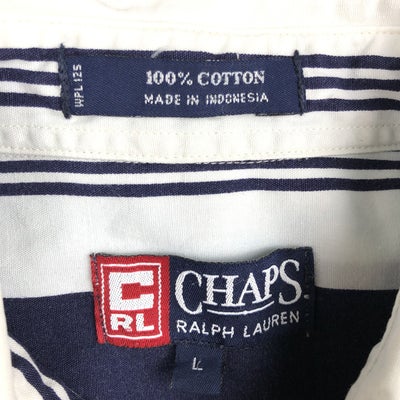 WPL 125
100% COTTON
MADE IN INDONESIA
C
RL
CHAPS
RALPH LAUREN
L